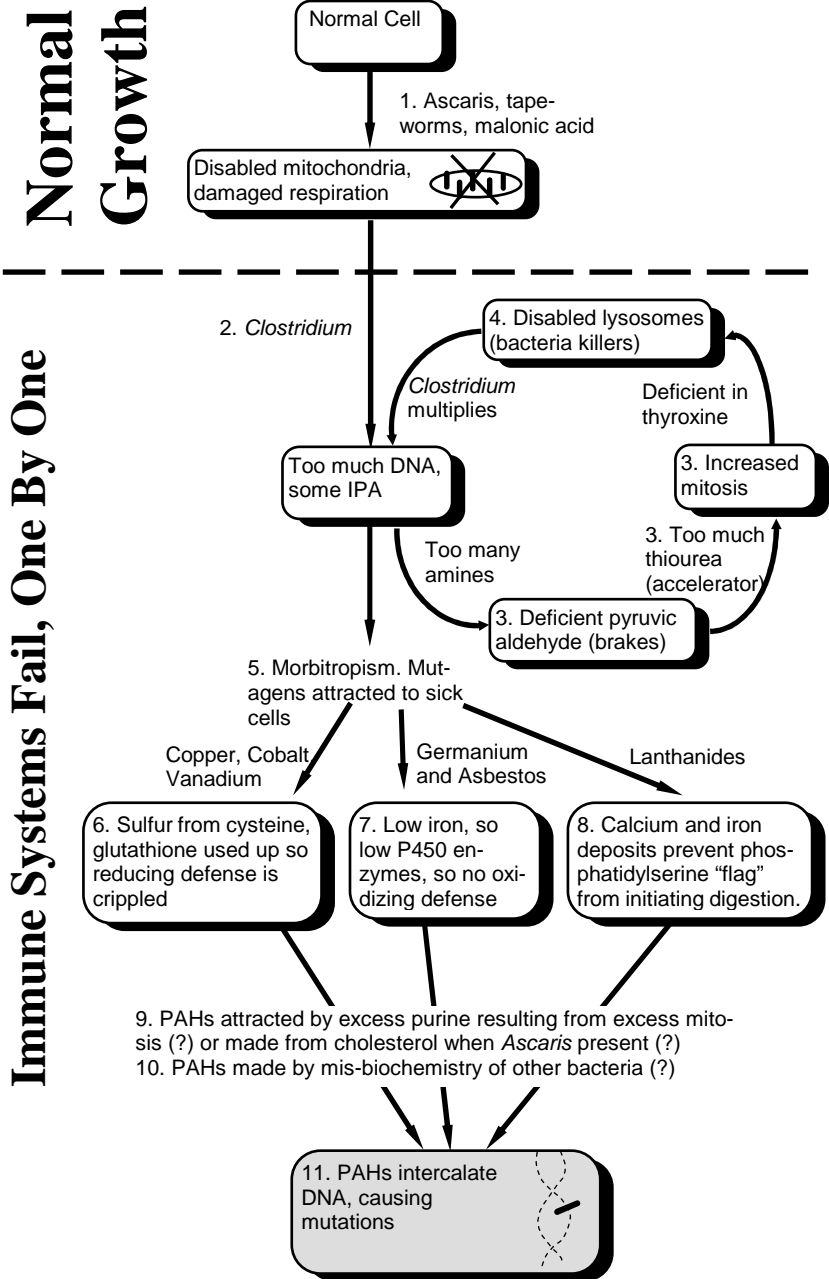 Normal
Growth
Normal Cell
1. Ascaris, tape-
worms, malonic acid
Disabled mitochondria,
damaged respiration
Immune Systems Fail, One By One
2. Clostridium
4. Disabled lysosomes
(bacteria killers)
Clostridium
multiplies
Deficient in
thyroxine
Too much DNA,
some IPA
3. Increased
mitosis
Too many
amines
3. Too much
thiourea
(accelerator)
3. Deficient pyruvic
aldehyde (brakes)
5. Morbitropism. Mut-
agens attracted to sick
cells
Copper, Cobalt
Vanadium
Germanium
and Asbestos
Lanthanides
6. Sulfur from cysteine,
glutathione used up so
reducing defense is
crippled
7. Low iron, so
low P450 en-
zymes, so no oxi-
dizing defense
8. Calcium and iron
deposits prevent phos-
phatidylserine “flag”
from initiating digestion.
9. PAHs attracted by excess purine resulting from excess mito-
sis (?) or made from cholesterol when Ascaris present (?)
10. PAHs made by mis-biochemistry of other bacteria (?)
11. PAHs intercalate
DNA, causing
mutations